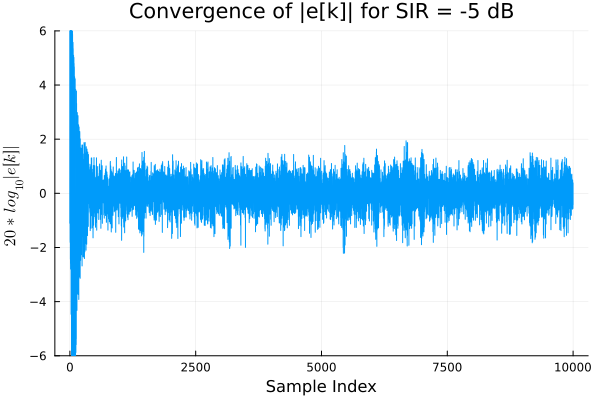 Convergence of |e[k]| for SIR = -5 dB
20 * log₁₀|e[k]|
6
4
2
0
−2
−4
−6
0 2500 5000 7500 10000
Sample Index